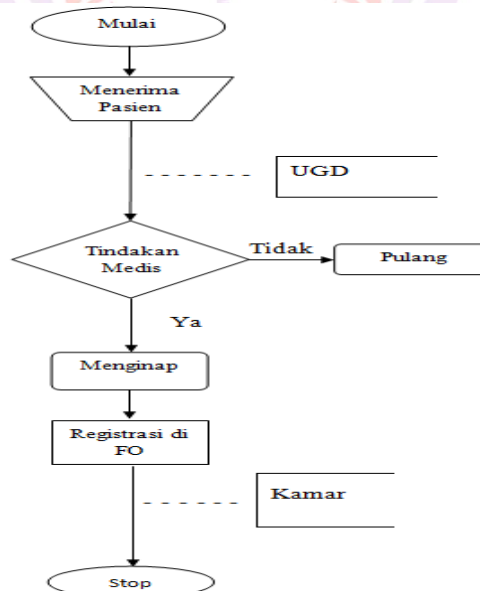 Mulai
Menerima
Pasien
UGD
Tindakan
Medis
Tidak
Pulang
Ya
Menginap
Registrasi di
FO
Kamar
Stop